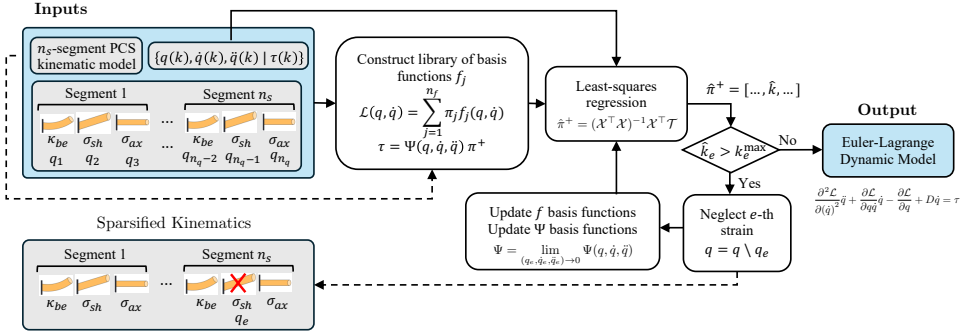 Inputs
n_s-segment PCS
kinematic model
{q(k), q̇(k), q̈(k) | τ(k)}
Segment 1
Segment n_s
...
κ_be σ_sh σ_ax ... κ_be σ_sh σ_ax
q_1 q_2 q_3 q_{n_q−2} q_{n_q−1} q_{n_q}
Construct library of basis
functions f_j
ℒ(q, q̇) = ∑_{j=1}^{n_f} π_j f_j(q, q̇)
τ = Ψ(q, q̇, q̈) π⁺
Least-squares
regression
π̂⁺ = (𝒳^⊤𝒳)^{−1}𝒳^⊤𝒯
π̂⁺ = [..., k̂, ...]
k̂_e > k_e^max
No
Yes
Output
Euler-Lagrange
Dynamic Model
∂²ℒ/∂(q̇)² q̈ + ∂ℒ/∂qq̇ q̇ − ∂ℒ/∂q + Dq̇ = τ
Neglect e-th
strain
q = q \ q_e
Update f basis functions
Update Ψ basis functions
Ψ = lim_{(q_e,q̇_e,q̈_e)→0} Ψ(q, q̇, q̈)
Sparsified Kinematics
Segment 1
Segment n_s
...
κ_be σ_sh σ_ax κ_be σ_sh σ_ax
q_e